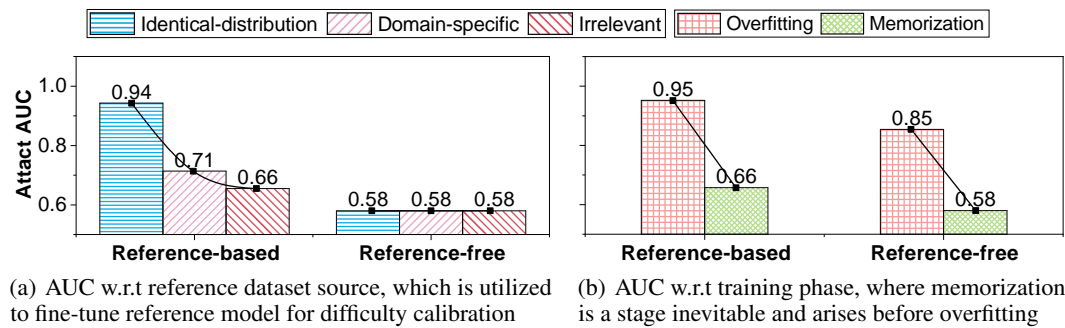 Identical-distribution Domain-specific Irrelevant Overfitting Memorization
Attact AUC
1.0
0.8
0.6
0.94
0.71
0.66
0.58 0.58 0.58
Reference-based Reference-free
0.95
0.66
0.85
0.58
Reference-based Reference-free
(a) AUC w.r.t reference dataset source, which is utilized
to fine-tune reference model for difficulty calibration
(b) AUC w.r.t training phase, where memorization
is a stage inevitable and arises before overfitting